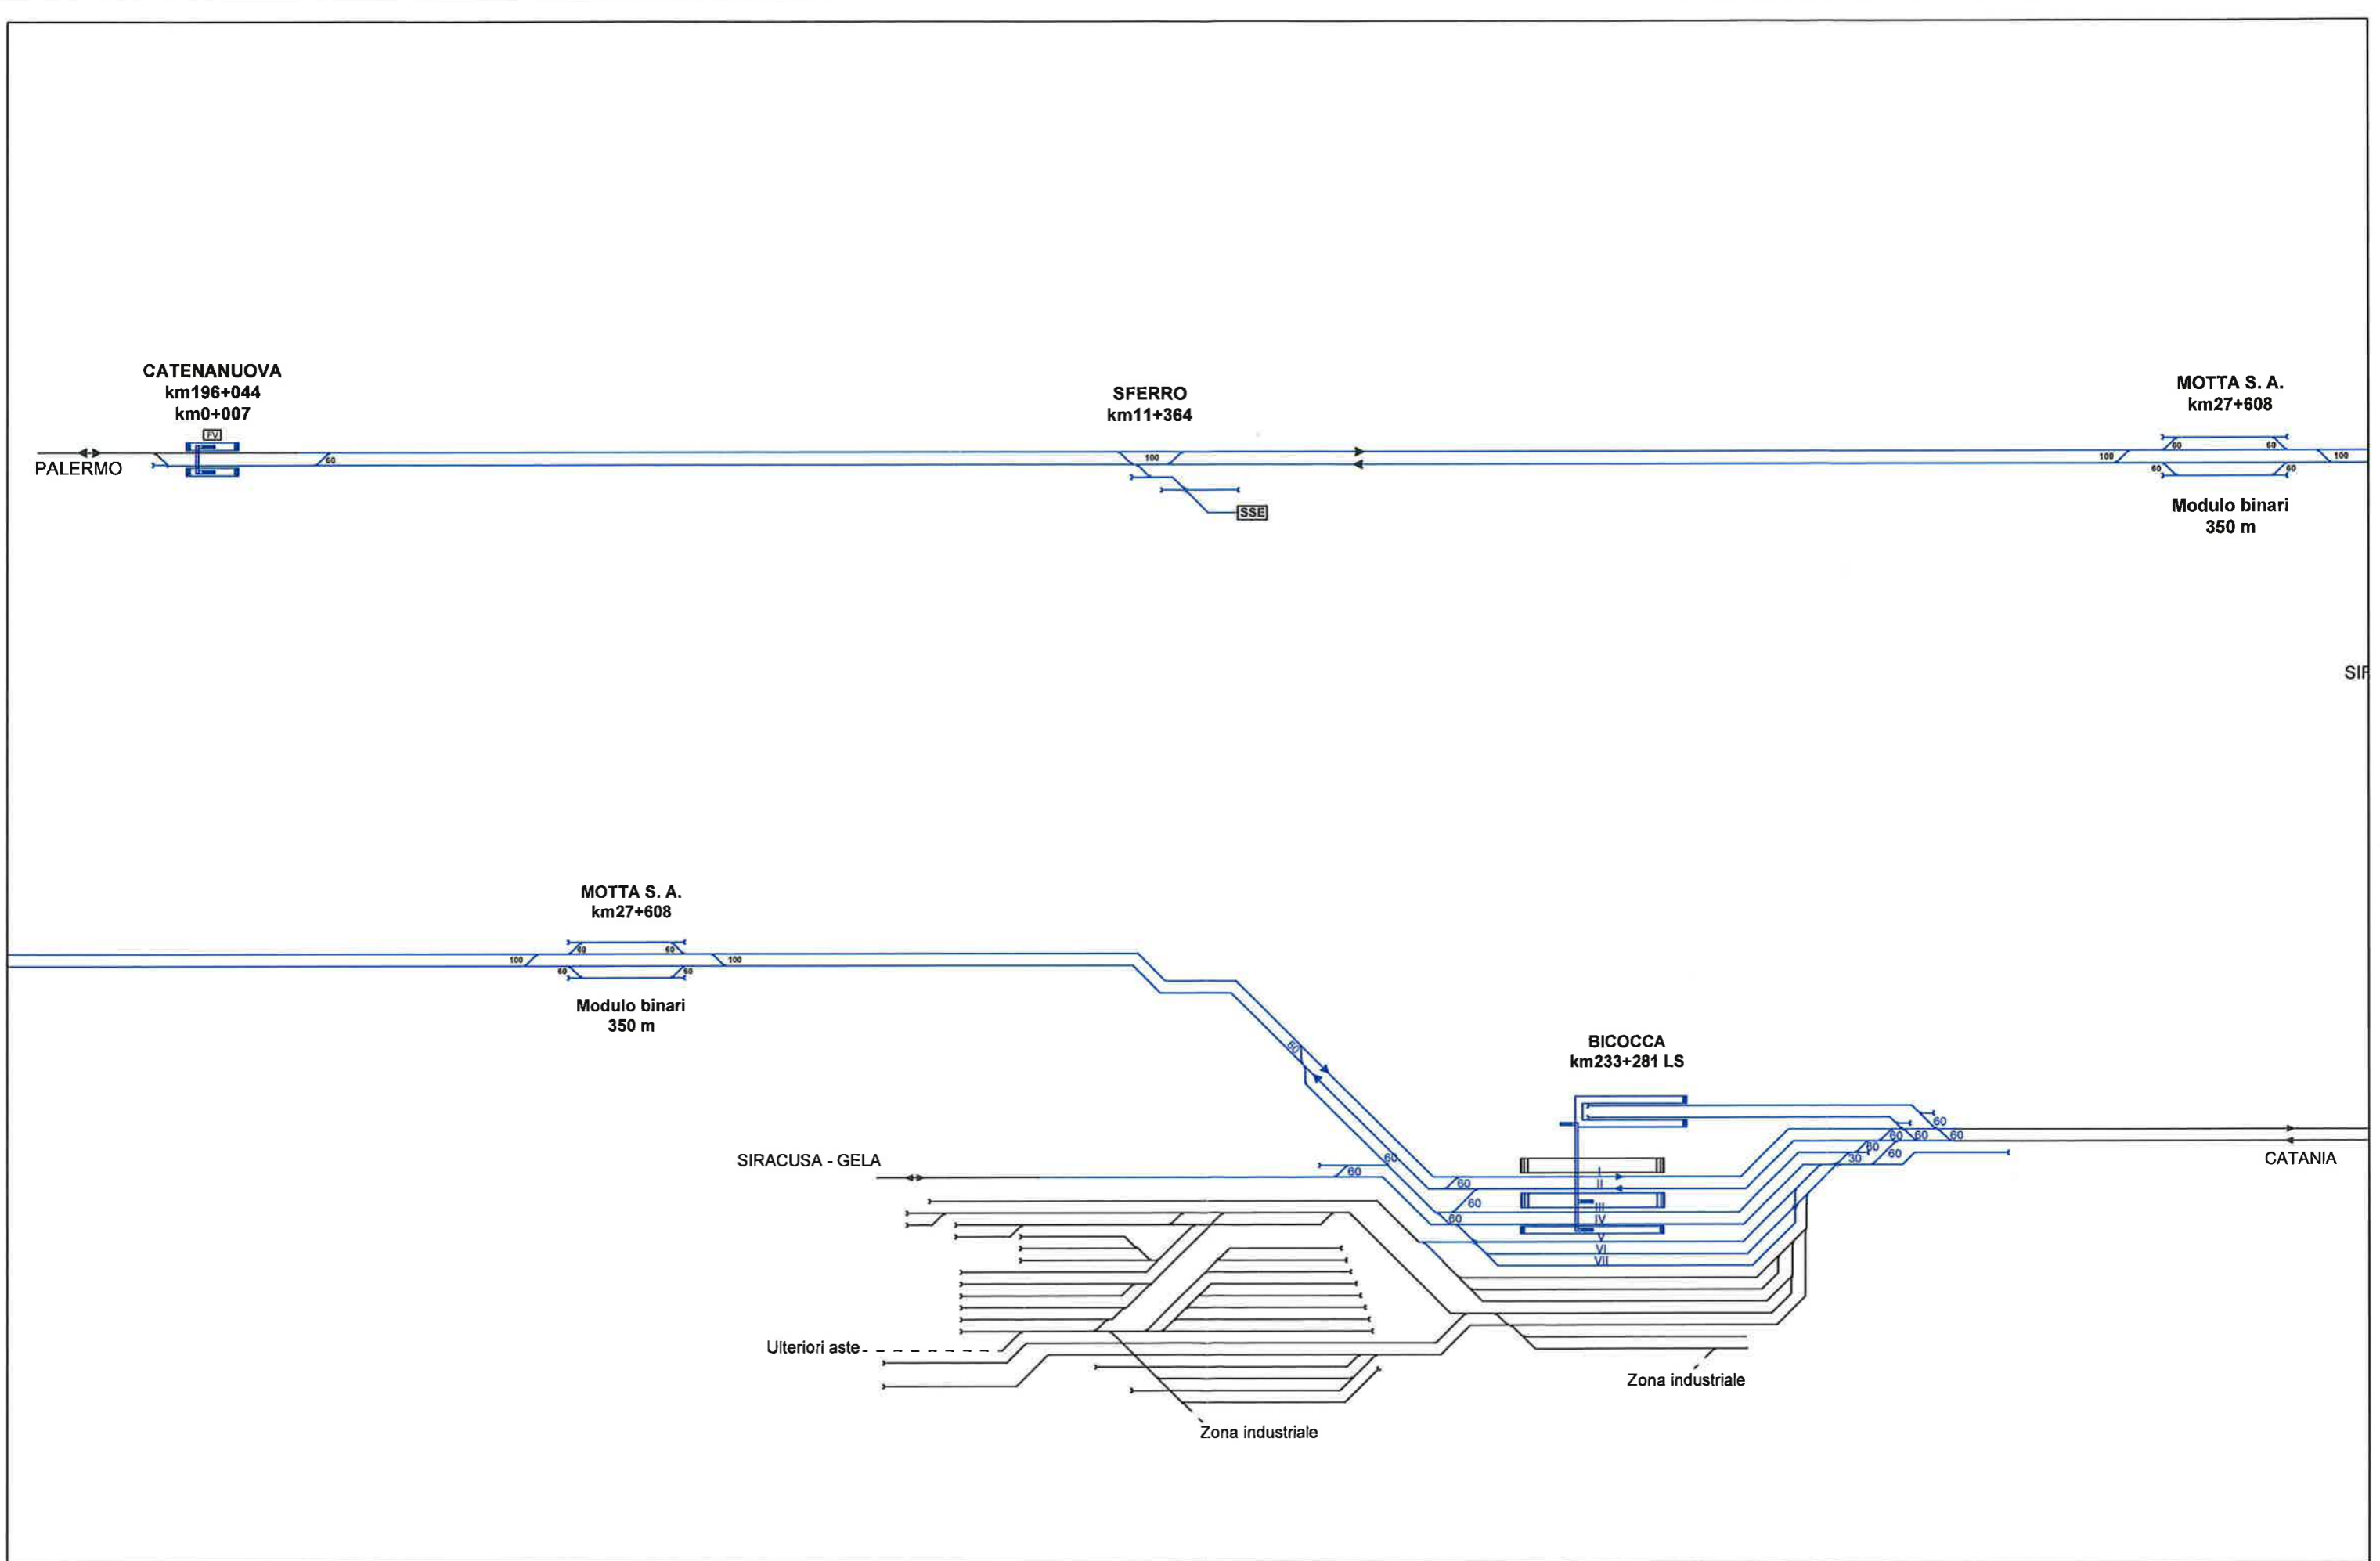 CATENANUOVA
km196+044
km0+007
FV
PALERMO
60
SFERRO
km11+364
100
SSE
MOTTA S. A.
km27+608
60
60
100
100
60
60
Modulo binari
350 m
SIR
MOTTA S. A.
km27+608
60
60
100
100
60
60
Modulo binari
350 m
BICOCCA
km233+281 LS
60
SIRACUSA - GELA
60
60
60
60
60
I
II
III
IV
V
VI
VII
60
60
60
60
60
60
30
CATANIA
Ulteriori aste
Zona industriale
Zona industriale